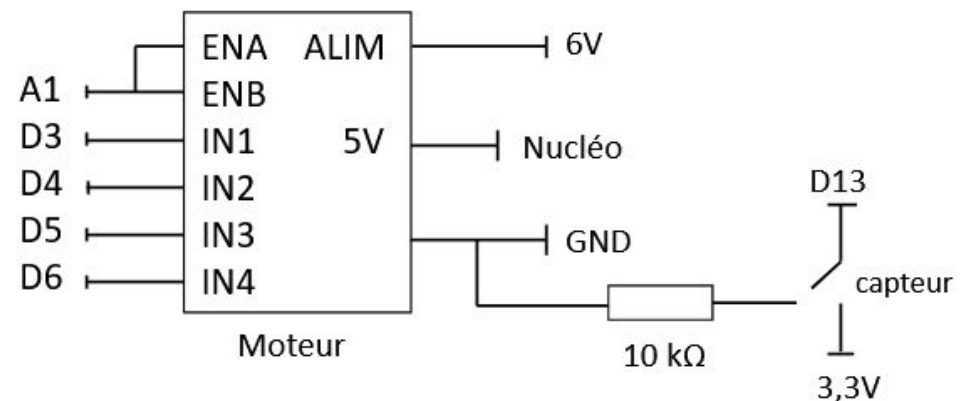 A1
D3
D4
D5
D6
ENA
ENB
IN1
IN2
IN3
IN4
ALIM
5V
Moteur
6V
Nucléo
GND
10 kΩ
D13
capteur
3,3V